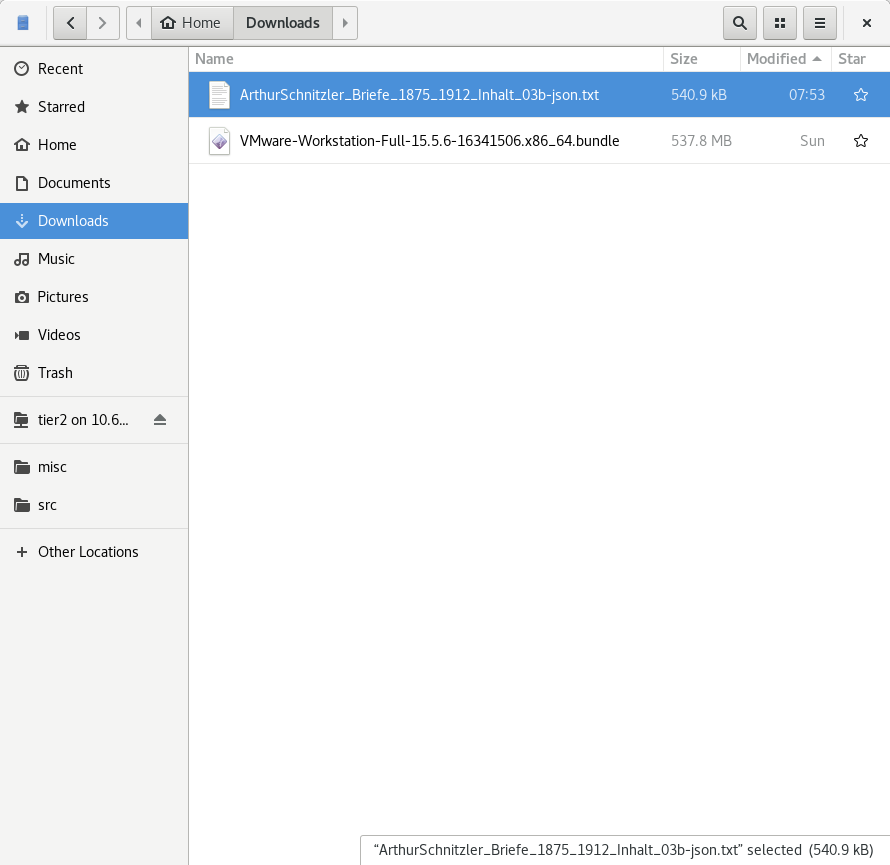 Home Downloads
Name Size Modified Star
Recent
ArthurSchnitzler_Briefe_1875_1912_Inhalt_03b-json.txt 540.9 kB 07:53
Starred
VMware-Workstation-Full-15.5.6-16341506.x86_64.bundle 537.8 MB Sun
Home
Documents
Downloads
Music
Pictures
Videos
Trash
tier2 on 10.6...
misc
src
Other Locations
“ArthurSchnitzler_Briefe_1875_1912_Inhalt_03b-json.txt” selected (540.9 kB)